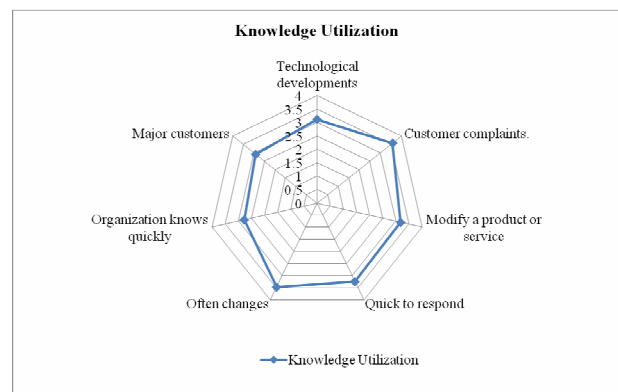 Knowledge Utilization
Technological
developments
4
3.5
3
2.5
2
1.5
1
0.5
0
Major customers
Customer complaints.
Organization knows
quickly
Modify a product or
service
Often changes
Quick to respond
Knowledge Utilization